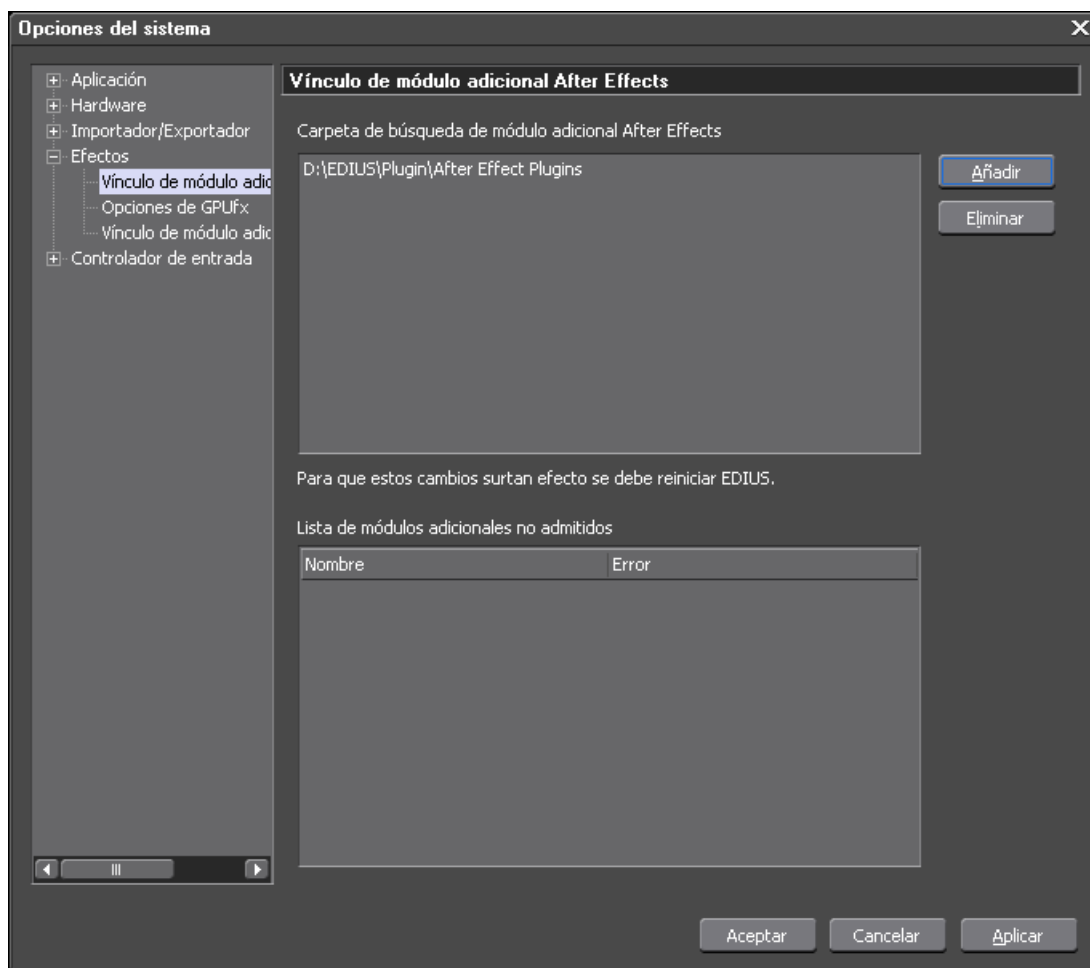 Opciones del sistema
Aplicación
Hardware
Importador/Exportador
Efectos
Vínculo de módulo adic
Opciones de GPUfx
Vínculo de módulo adic
Controlador de entrada
Vínculo de módulo adicional After Effects
Carpeta de búsqueda de módulo adicional After Effects
D:\EDIUS\Plugin\After Effect Plugins
Añadir
Eliminar
Para que estos cambios surtan efecto se debe reiniciar EDIUS.
Lista de módulos adicionales no admitidos
Nombre Error
Aceptar Cancelar Aplicar